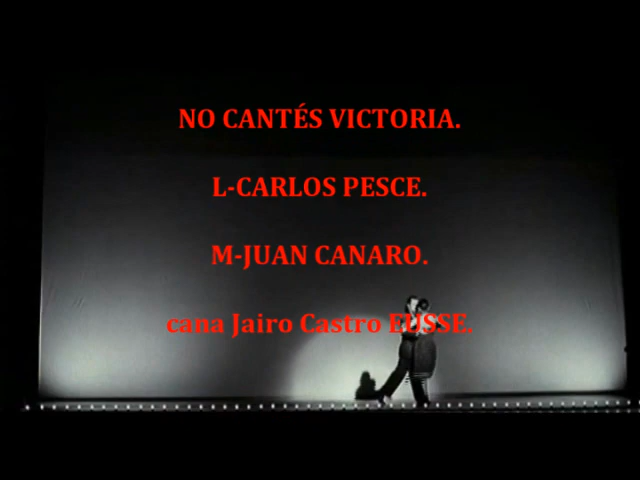 NO CANTÉS VICTORIA.
L-CARLOS PESCE.
M-JUAN CANARO.
cana Jairo Castro EUSSE.